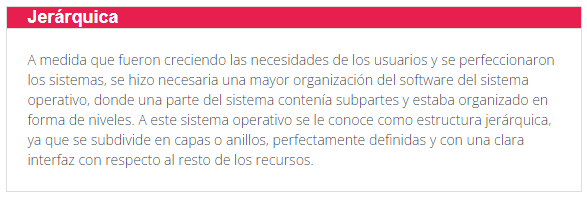 Jerárquica
A medida que fueron creciendo las necesidades de los usuarios y se perfeccionaron
los sistemas, se hizo necesaria una mayor organización del software del sistema
operativo, donde una parte del sistema contenía subpartes y estaba organizado en
forma de niveles. A este sistema operativo se le conoce como estructura jerárquica,
ya que se subdivide en capas o anillos, perfectamente definidas y con una clara
interfaz con respecto al resto de los recursos.